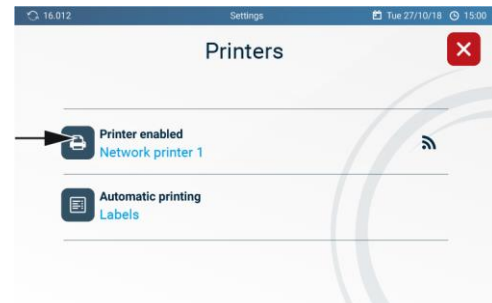 16.012 Settings Tue 27/10/18 15:00
Printers
Printer enabled
Network printer 1
Automatic printing
Labels